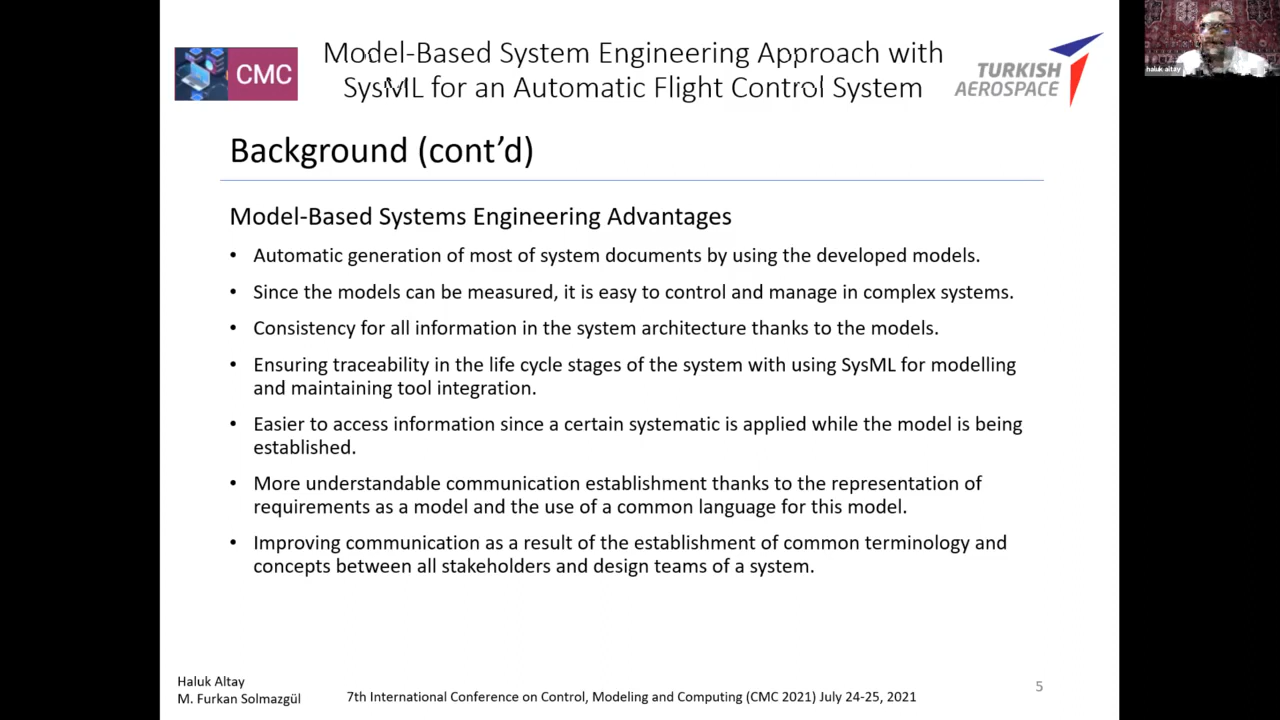 CMC
Model-Based System Engineering Approach with
SysML for an Automatic Flight Control System
TURKISH
AEROSPACE
haluk altay
Background (cont'd)
Model-Based Systems Engineering Advantages
• Automatic generation of most of system documents by using the developed models.
• Since the models can be measured, it is easy to control and manage in complex systems.
• Consistency for all information in the system architecture thanks to the models.
• Ensuring traceability in the life cycle stages of the system with using SysML for modelling
and maintaining tool integration.
• Easier to access information since a certain systematic is applied while the model is being
established.
• More understandable communication establishment thanks to the representation of
requirements as a model and the use of a common language for this model.
• Improving communication as a result of the establishment of common terminology and
concepts between all stakeholders and design teams of a system.
Haluk Altay
M. Furkan Solmazgül
7th International Conference on Control, Modeling and Computing (CMC 2021) July 24-25, 2021
5